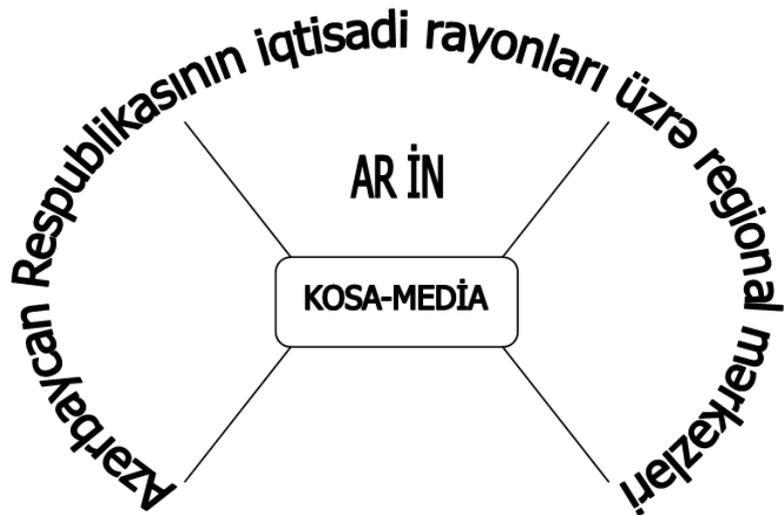 Azərbaycan Respublikasının iqtisadi rayonları üzrə regional mərkəzləri
AR İN
KOSA-MEDİA